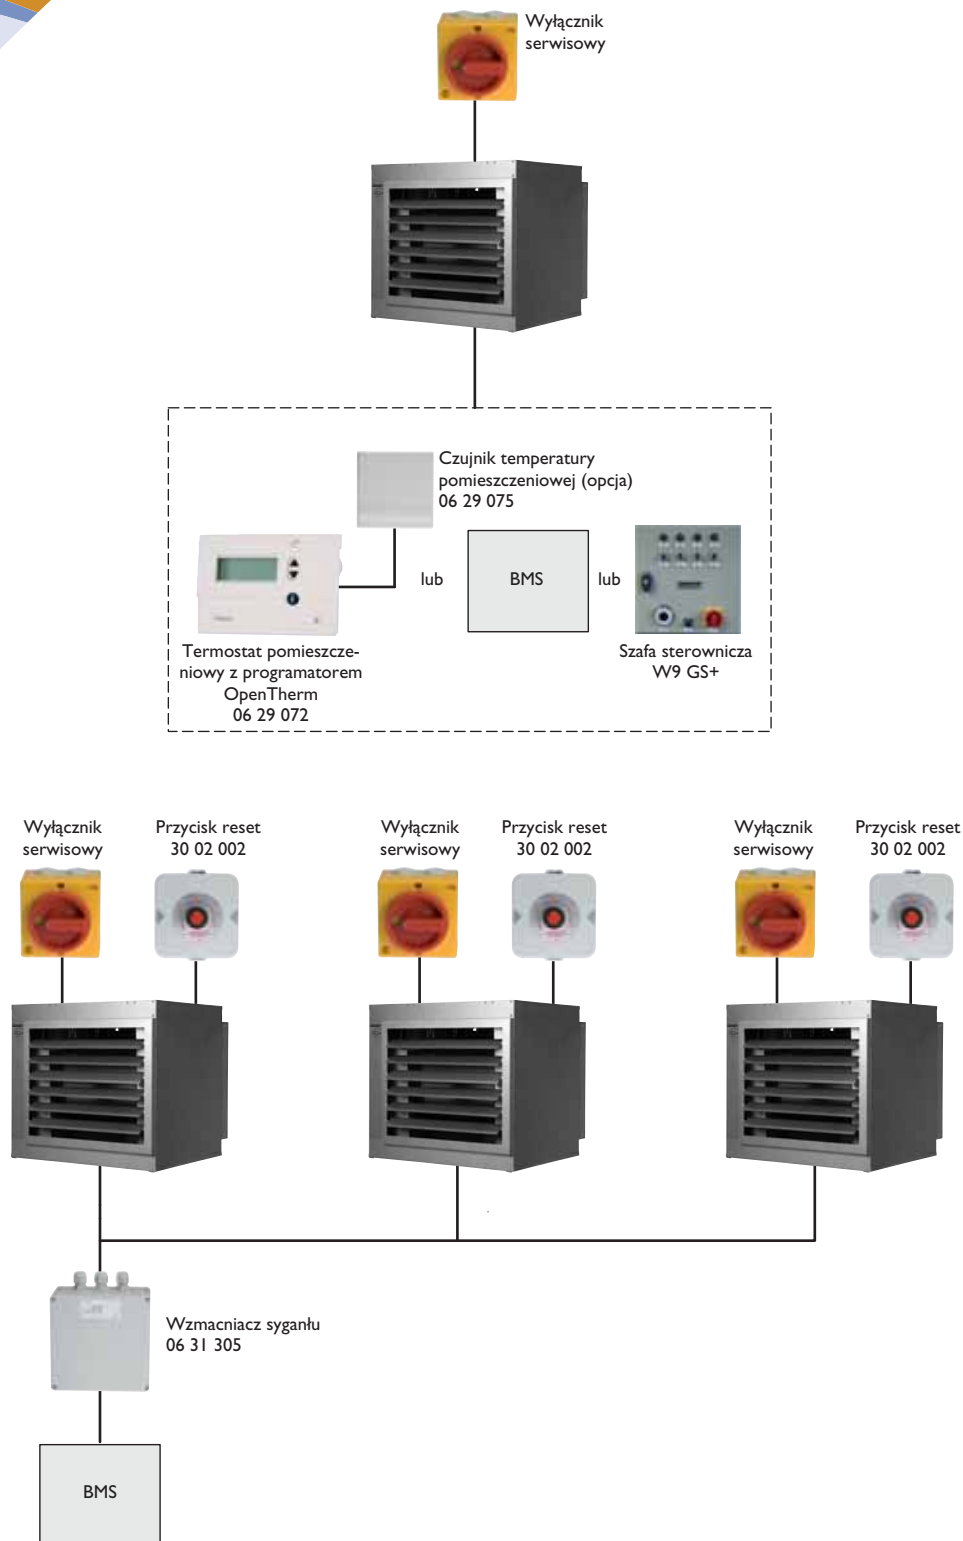 Wyłącznik
serwisowy
Czujnik temperatury
pomieszczeniowej (opcja)
06 29 075
lub
BMS
lub
Termostat pomieszcze-
niowy z programatorem
OpenTherm
06 29 072
Szafa sterownicza
W9 GS+
Wyłącznik
serwisowy
Przycisk reset
30 02 002
Wyłącznik
serwisowy
Przycisk reset
30 02 002
Wyłącznik
serwisowy
Przycisk reset
30 02 002
Wzmacniacz syganłu
06 31 305
BMS